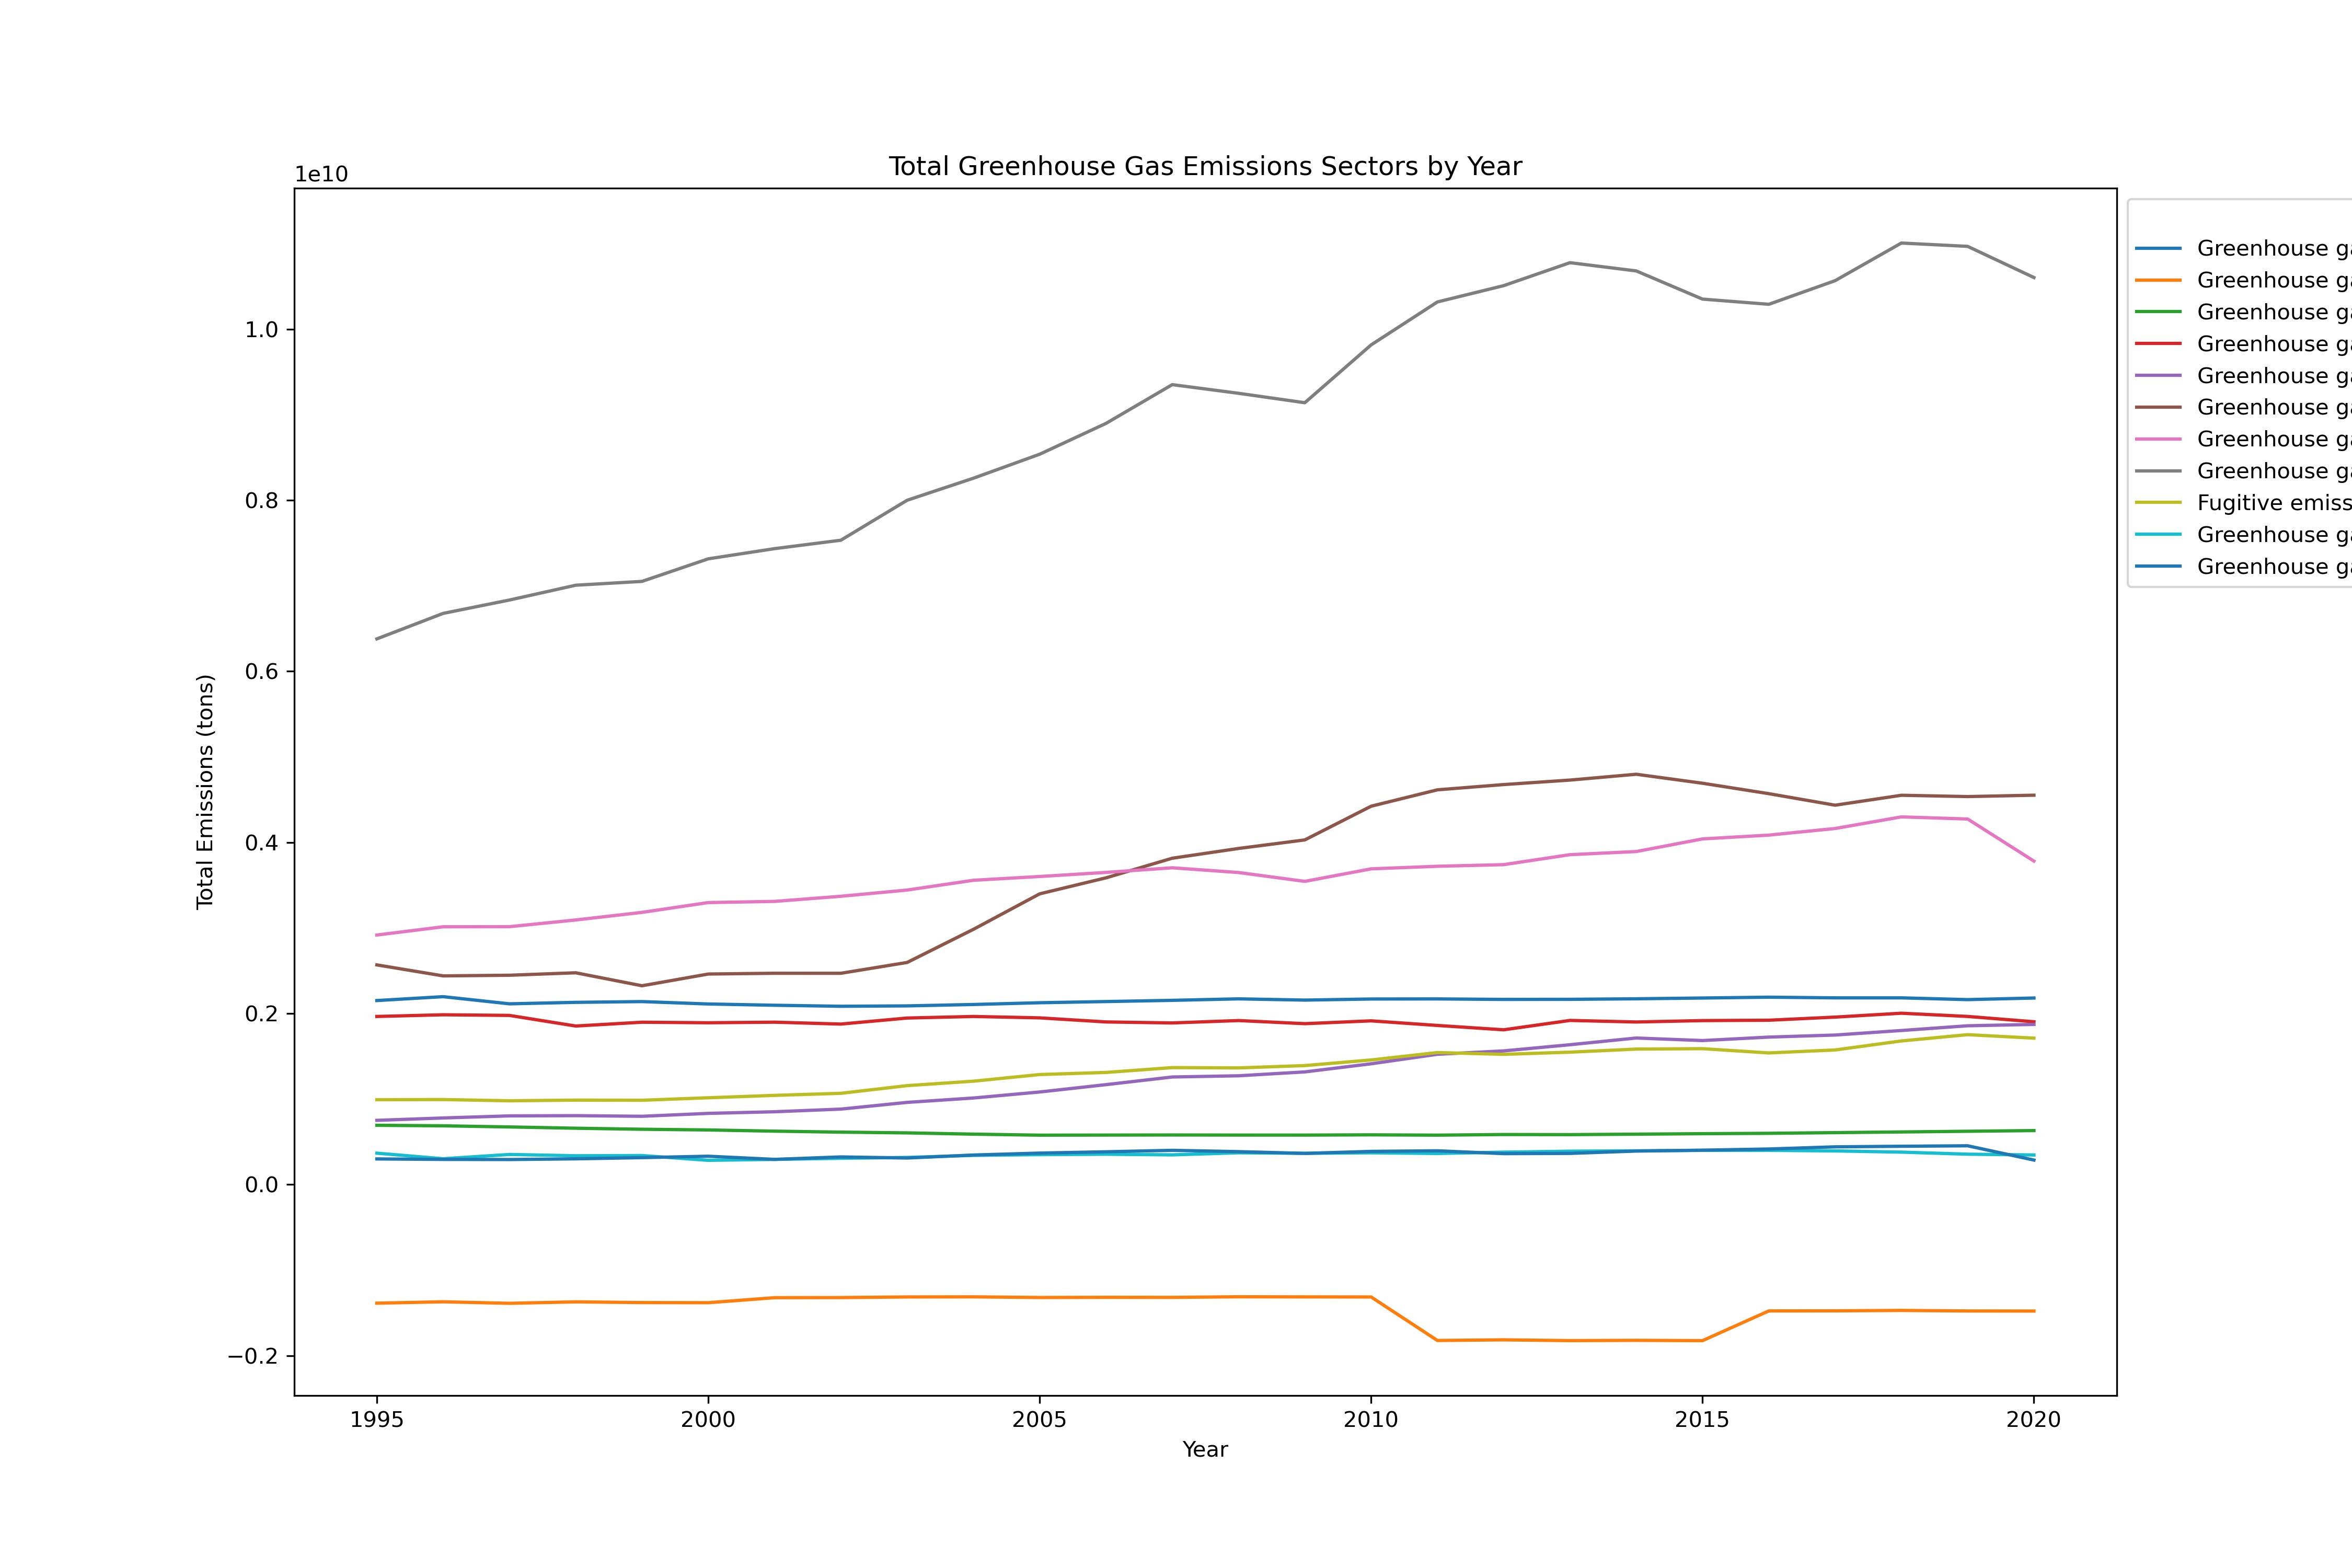 Total Greenhouse Gas Emissions Sectors by Year
1e10
1.0
0.8
0.6
0.4
0.2
0.0
−0.2
Total Emissions (tons)
1995 2000 2005 2010 2015 2020
Year
Greenhouse ga
Greenhouse ga
Greenhouse ga
Greenhouse ga
Greenhouse ga
Greenhouse ga
Greenhouse ga
Greenhouse ga
Fugitive emiss
Greenhouse ga
Greenhouse ga